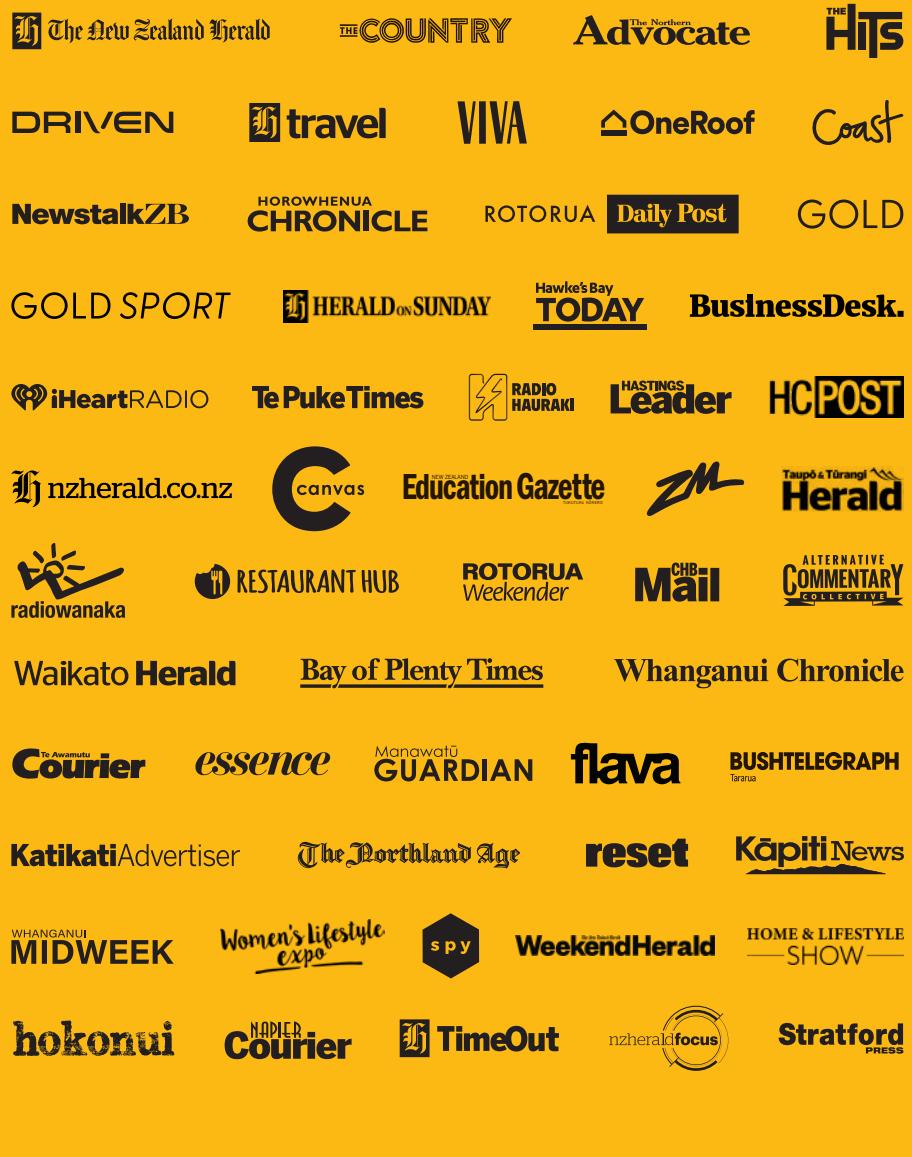 The New Zealand Herald
THE COUNTRY
The Northern
Advocate
THE
HITS
DRIVEN
travel
VIVA
OneRoof
Coast
NewstalkZB
HOROWHENUA
CHRONICLE
ROTORUA Daily Post
GOLD
GOLD SPORT
HERALD ON SUNDAY
Hawke's Bay
TODAY
BusinessDesk.
iHeartRADIO
Te Puke Times
RADIO
HAURAKI
HASTINGS
Leader
HC POST
nzherald.co.nz
canvas
NEW ZEALAND
Education Gazette
ZM
Taupō & Tūrangi
Herald
radiowanaka
RESTAURANT HUB
ROTORUA
Weekender
CHB
Mail
ALTERNATIVE
COMMENTARY
COLLECTIVE
Waikato Herald
Bay of Plenty Times
Whanganui Chronicle
Te Awamutu
Courier
essence
Manawatū
GUARDIAN
flava
BUSHTELEGRAPH
Tararua
KatikatiAdvertiser
The Northland Age
reset
Kāpiti News
WHANGANUI
MIDWEEK
Women's Lifestyle
expo
spy
WeekendHerald
HOME & LIFESTYLE
SHOW
hokonui
NAPIER
Courier
TimeOut
nzheraldfocus
Stratford
PRESS